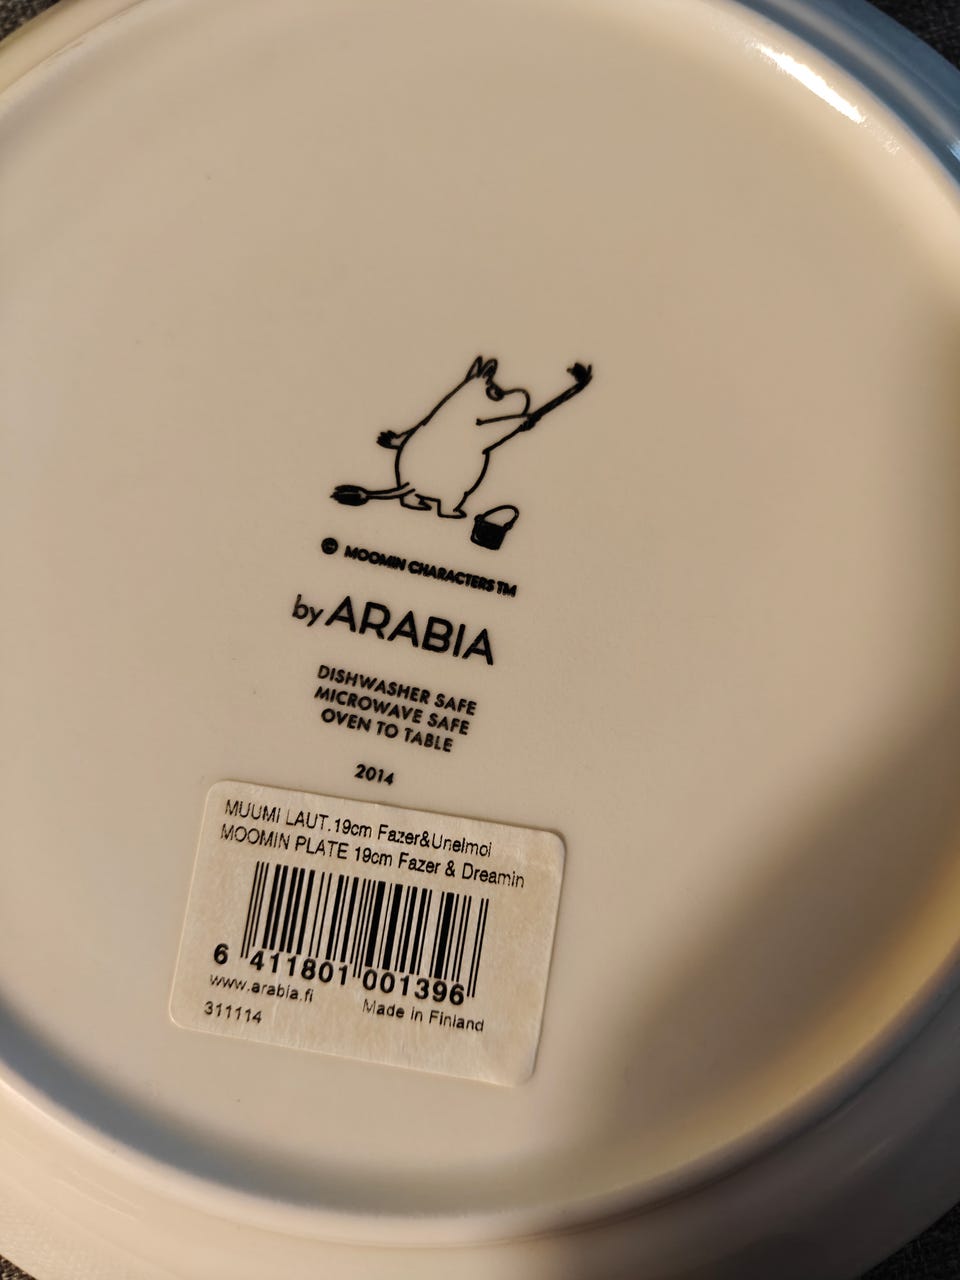 © MOOMIN CHARACTERS TM
by ARABIA
DISHWASHER SAFE
MICROWAVE SAFE
OVEN TO TABLE
2014
MUUMI LAUT.19cm Fazer&Unelmoi
MOOMIN PLATE 19cm Fazer & Dreamin
6 411801 001396
www.arabia.fi
Made in Finland
311114